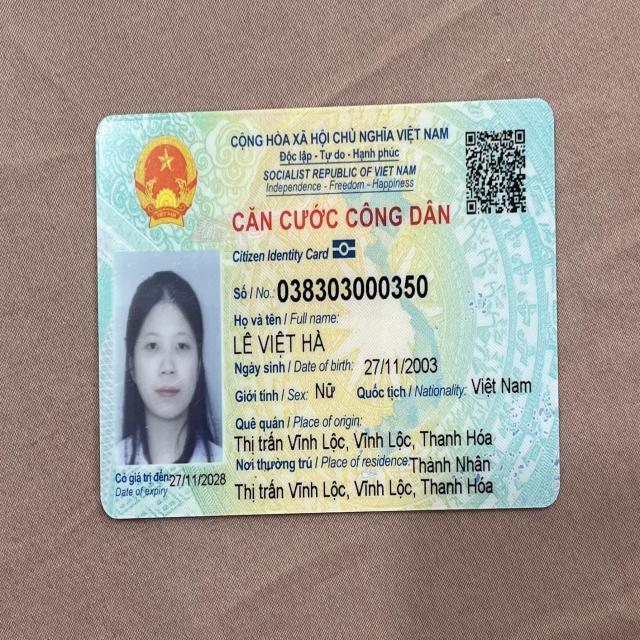 CỘNG HÒA XÃ HỘI CHỦ NGHĨA VIỆT NAM
Độc lập - Tự do - Hạnh phúc
SOCIALIST REPUBLIC OF VIET NAM
Independence - Freedom - Happiness
CĂN CƯỚC CÔNG DÂN
Citizen Identity Card
Số / No.: 038303000350
Họ và tên / Full name:
LÊ VIỆT HÀ
Ngày sinh / Date of birth: 27/11/2003
Giới tính / Sex: Nữ Quốc tịch / Nationality: Việt Nam
Quê quán / Place of origin:
Thị trấn Vĩnh Lộc, Vĩnh Lộc, Thanh Hóa
Nơi thường trú / Place of residence: Thành Nhân
Thị trấn Vĩnh Lộc, Vĩnh Lộc, Thanh Hóa
Có giá trị đến: 27/11/2028
Date of expiry